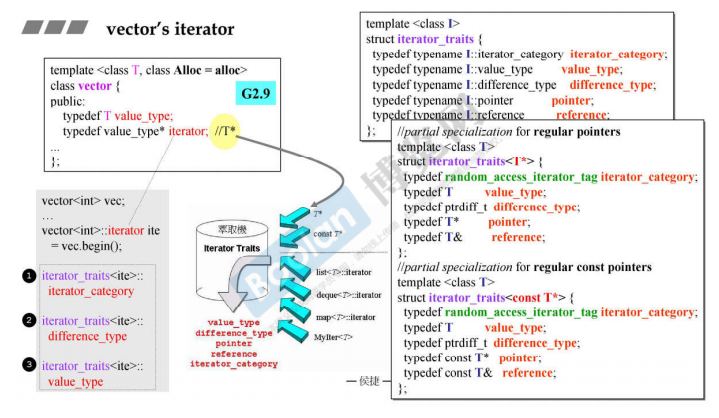 vector's iterator
template <class T, class Alloc = alloc>
class vector {
public:
typedef T value_type;
typedef value_type* iterator; //T*
...
};
G2.9
template <class I>
struct iterator_traits {
typedef typename I::iterator_category iterator_category;
typedef typename I::value_type value_type;
typedef typename I::difference_type difference_type;
typedef typename I::pointer pointer;
typedef typename I::reference reference;
};
//partial specialization for regular pointers
template <class T>
struct iterator_traits<T*> {
typedef random_access_iterator_tag iterator_category;
typedef T value_type;
typedef ptrdiff_t difference_type;
typedef T* pointer;
typedef T& reference;
};
//partial specialization for regular const pointers
template <class T>
struct iterator_traits<const T*> {
typedef random_access_iterator_tag iterator_category;
typedef T value_type;
typedef ptrdiff_t difference_type;
typedef const T* pointer;
typedef const T& reference;
};
vector<int> vec;
…
vector<int>::iterator ite
= vec.begin();
1 iterator_traits<ite>::
iterator_category
2 iterator_traits<ite>::
difference_type
3 iterator_traits<ite>::
value_type
萃取機
Iterator Traits
T*
const T*
list<T>::iterator
deque<T>::iterator
map<T>::iterator
MyIter<T>
value_type
difference_type
pointer
reference
iterator_category
Boolan
博览网
—侯捷—